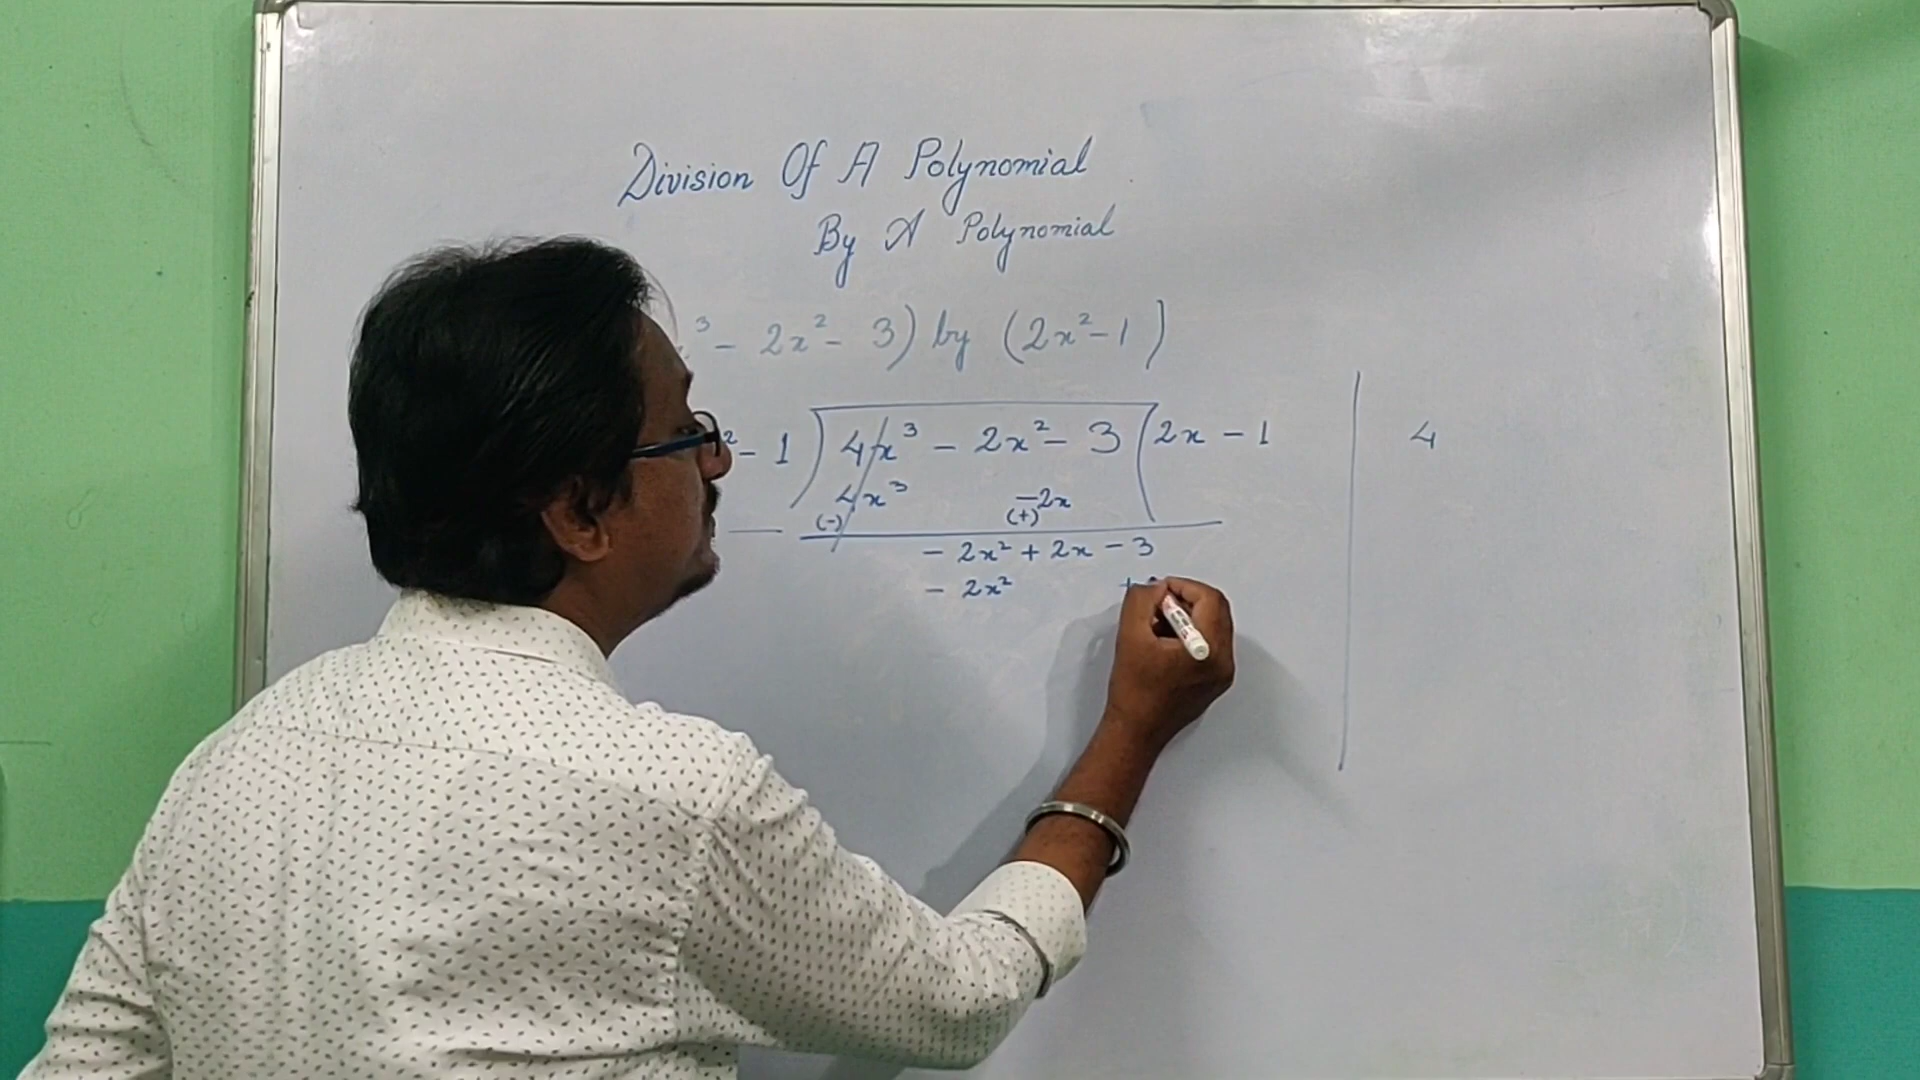 Division Of A Polynomial
By A Polynomial
³ - 2x² - 3) by (2x² - 1)
² - 1) 4x³ - 2x² - 3 (2x - 1
4
4x³ -2x
(-) (+)
- 2x² + 2x - 3
- 2x² +